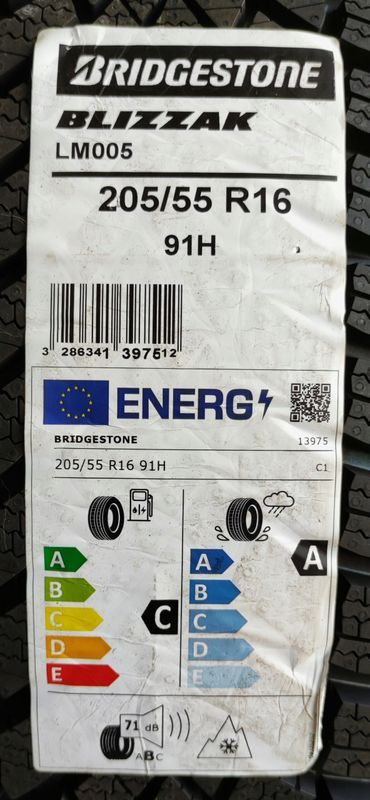 BRIDGESTONE
BLIZZAK
LM005
205/55 R16
91H
3 286341 397512
ENERG
BRIDGESTONE 13975
205/55 R16 91H C1
A A
B B
C C C
D D
E E
A
71 dB
ABC